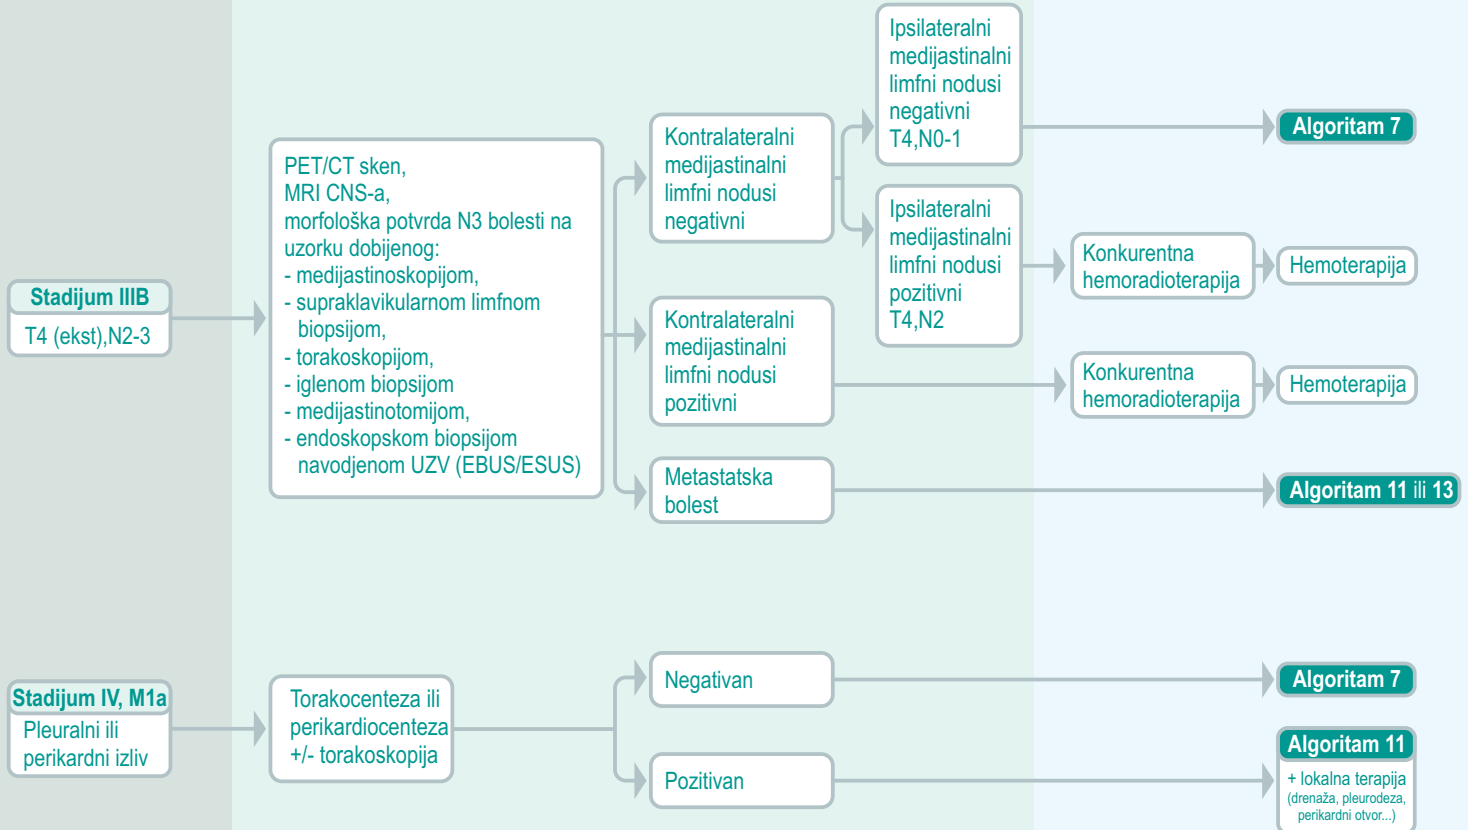 Stadijum IIIB
T4 (ekst),N2-3
PET/CT sken,
MRI CNS-a,
morfološka potvrda N3 bolesti na
uzorku dobijenog:
- medijastinoskopijom,
- supraklavikularnom limfnom
biopsijom,
- torakoskopijom,
- iglenom biopsijom
- medijastinotomijom,
- endoskopskom biopsijom
navodjenom UZV (EBUS/ESUS)
Kontralateralni
medijastinalni
limfni nodusi
negativni
Ipsilateralni
medijastinalni
limfni nodusi
negativni
T4,N0-1
Algoritam 7
Ipsilateralni
medijastinalni
limfni nodusi
pozitivni
T4,N2
Konkurentna
hemoradioterapija
Hemoterapija
Kontralateralni
medijastinalni
limfni nodusi
pozitivni
Konkurentna
hemoradioterapija
Hemoterapija
Metastatska
bolest
Algoritam 11 ili 13
Stadijum IV, M1a
Pleuralni ili
perikardni izliv
Torakocenteza ili
perikardiocenteza
+/- torakoskopija
Negativan
Algoritam 7
Pozitivan
Algoritam 11
+ lokalna terapija
(drenaža, pleurodeza,
perikardni otvor...)